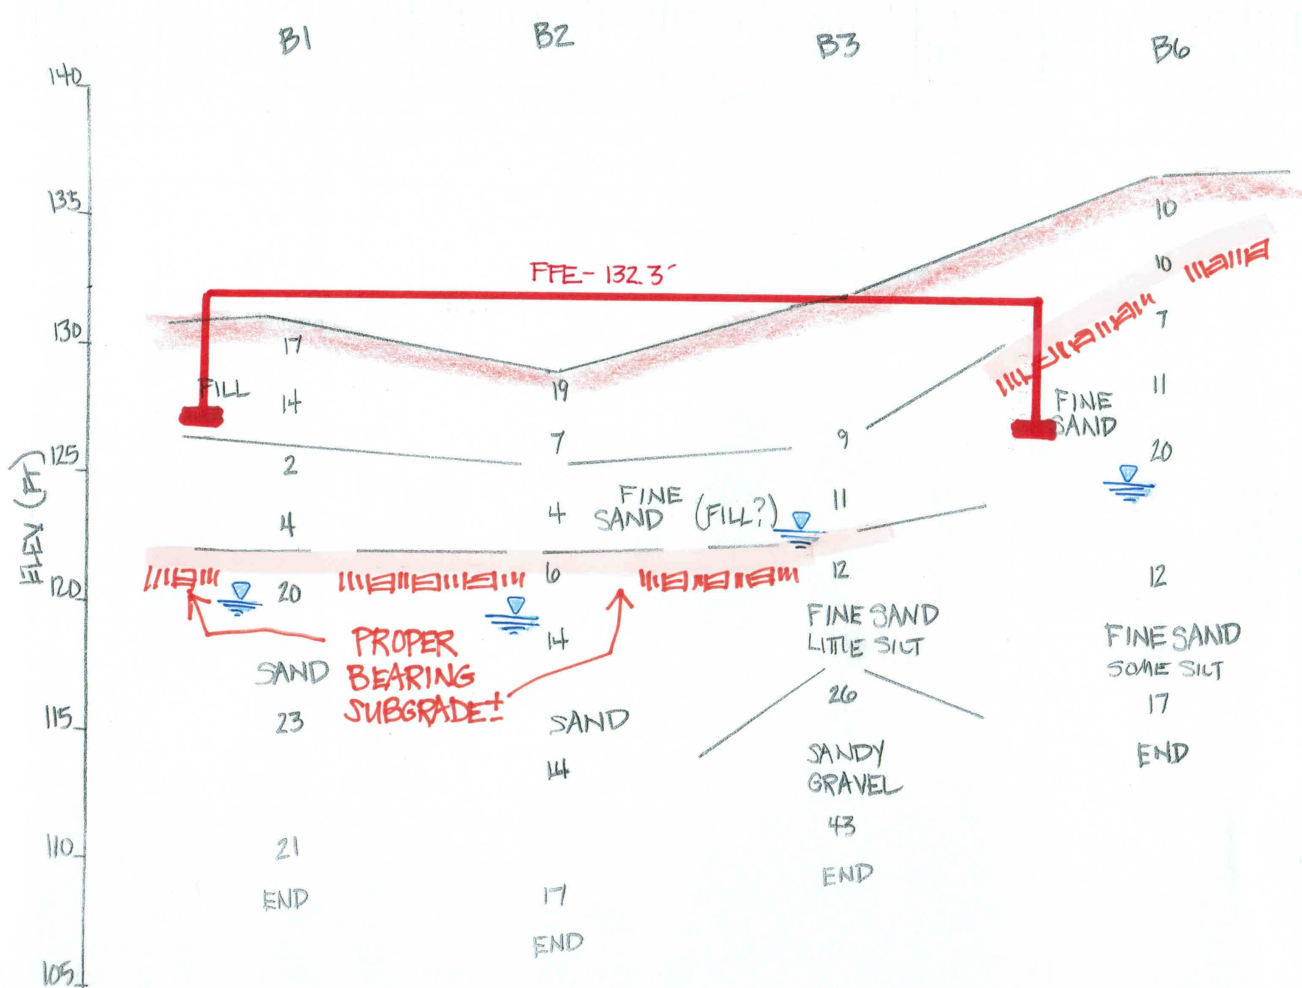 B1
B2
B3
B6
140
135
130
125
120
115
110
105
ELEV (FT)
FFE - 132.3'
FILL
17
14
2
4
20
SAND
23
21
END
19
7
4
6
14
SAND
14
17
END
FINE
SAND (FILL?)
9
11
12
FINE SAND
LITTLE SILT
26
SANDY
GRAVEL
43
END
10
10
7
11
20
FINE
SAND
12
FINE SAND
SOME SILT
17
END
PROPER
BEARING
SUBGRADE±